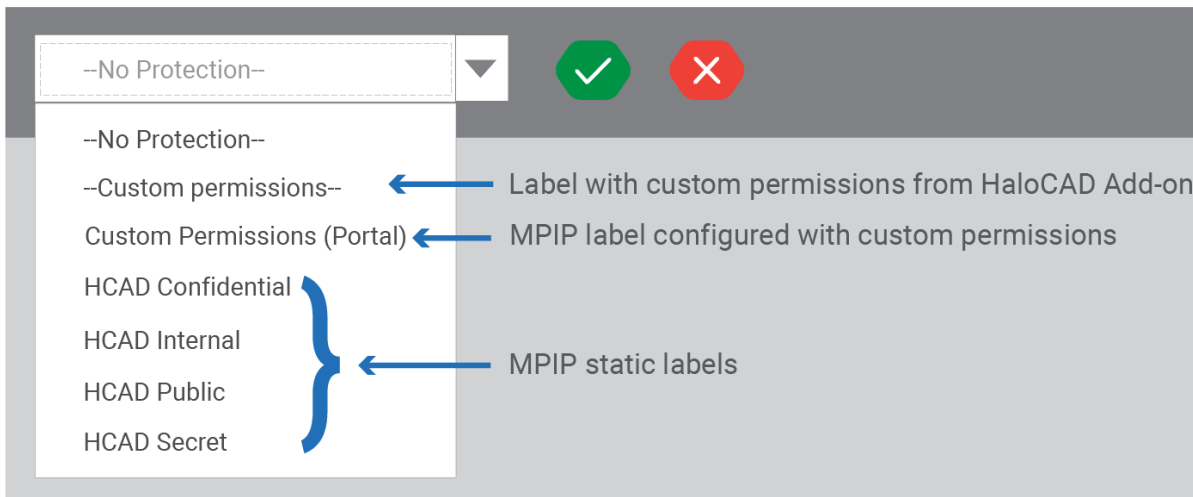 --No Protection--
--No Protection--
--Custom permissions--
Label with custom permissions from HaloCAD Add-on
Custom Permissions (Portal)
MPIP label configured with custom permissions
HCAD Confidential
HCAD Internal
MPIP static labels
HCAD Public
HCAD Secret